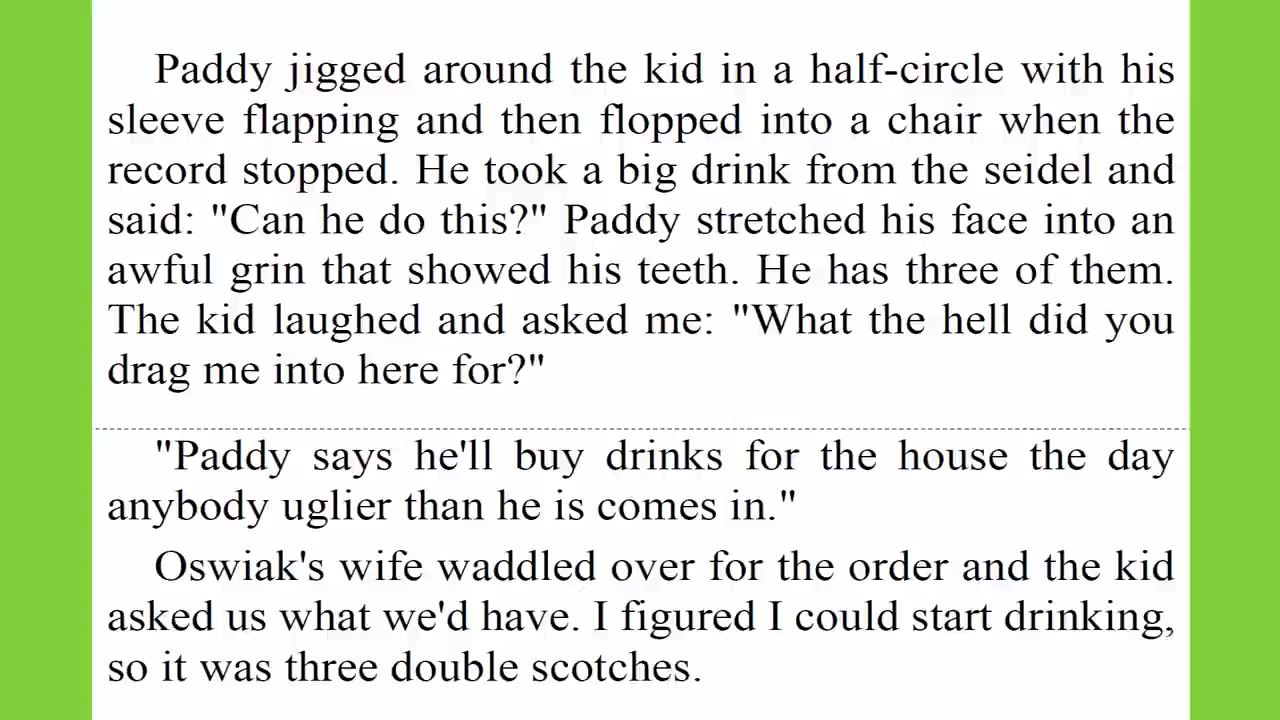 Paddy jigged around the kid in a half-circle with his
sleeve flapping and then flopped into a chair when the
record stopped. He took a big drink from the seidel and
said: "Can he do this?" Paddy stretched his face into an
awful grin that showed his teeth. He has three of them.
The kid laughed and asked me: "What the hell did you
drag me into here for?"
"Paddy says he'll buy drinks for the house the day
anybody uglier than he is comes in."
Oswiak's wife waddled over for the order and the kid
asked us what we'd have. I figured I could start drinking,
so it was three double scotches.